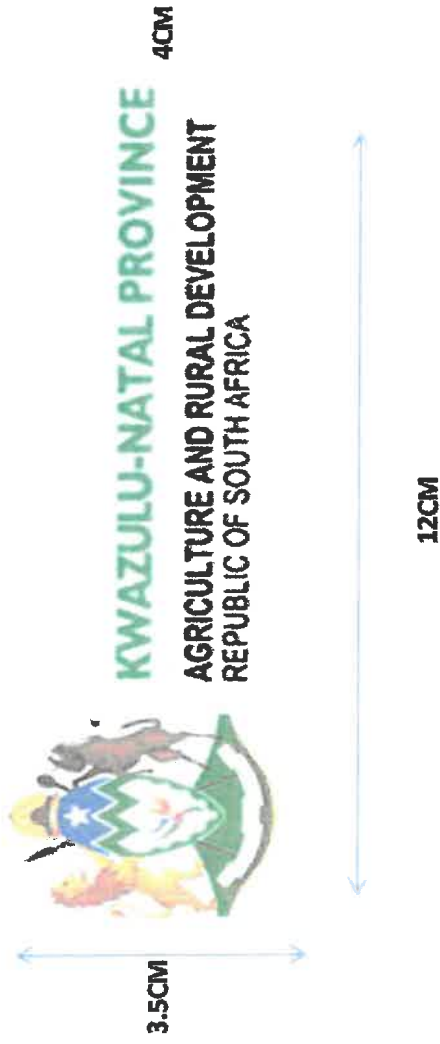 KWAZULU-NATAL PROVINCE
AGRICULTURE AND RURAL DEVELOPMENT
REPUBLIC OF SOUTH AFRICA
4CM
3.5CM
12CM